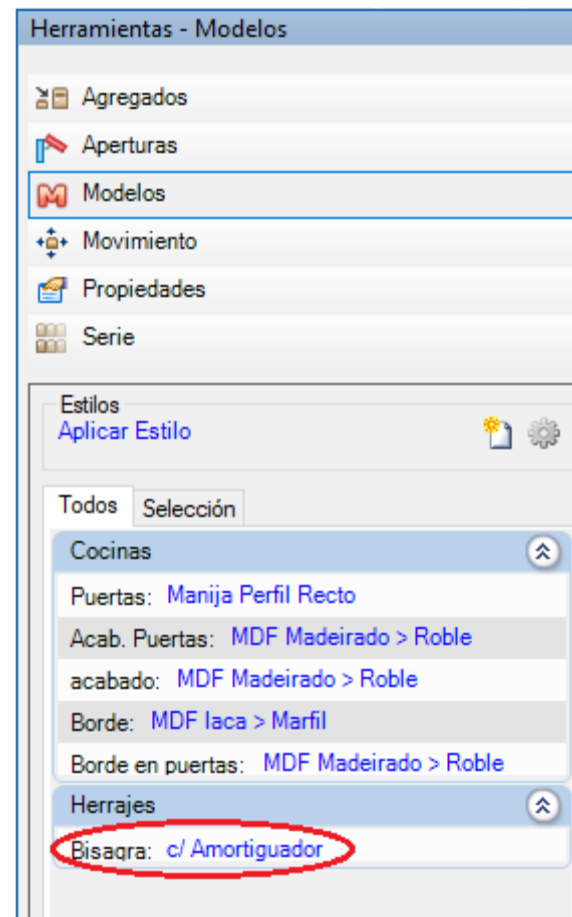 Herramientas - Modelos
Agregados
Aperturas
Modelos
Movimiento
Propiedades
Serie
Estilos
Aplicar Estilo
Todos Selección
Cocinas
Puertas: Manija Perfil Recto
Acab. Puertas: MDF Madeirado > Roble
acabado: MDF Madeirado > Roble
Borde: MDF laca > Marfil
Borde en puertas: MDF Madeirado > Roble
Herrajes
Bisagra: c/ Amortiguador